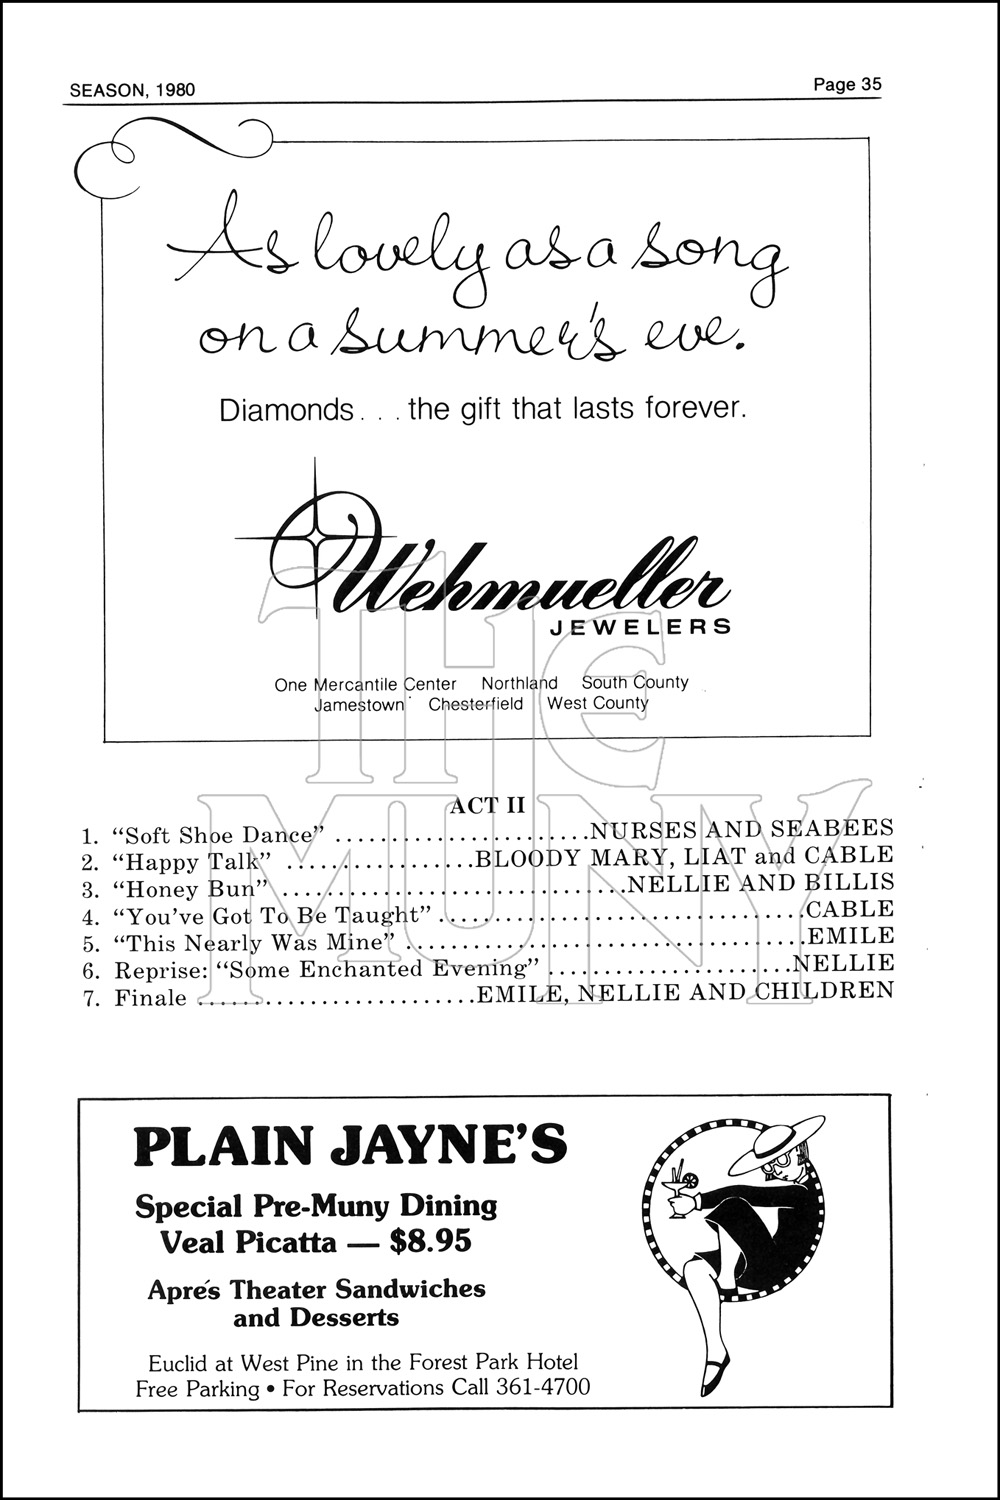 SEASON, 1980 Page 35
As lovely as a song
on a summer's eve.
Diamonds . . . the gift that lasts forever.
Wehmueller
JEWELERS
One Mercantile Center Northland South County
Jamestown Chesterfield West County
THE
MUNY
ACT II
1. “Soft Shoe Dance” ........................NURSES AND SEABEES
2. “Happy Talk” ..................BLOODY MARY, LIAT and CABLE
3. “Honey Bun” ................................NELLIE AND BILLIS
4. “You’ve Got To Be Taught” ..................................CABLE
5. “This Nearly Was Mine” ......................................EMILE
6. Reprise: “Some Enchanted Evening” .......................NELLIE
7. Finale ..........................EMILE, NELLIE AND CHILDREN
PLAIN JAYNE’S
Special Pre-Muny Dining
Veal Picatta — $8.95
Aprés Theater Sandwiches
and Desserts
Euclid at West Pine in the Forest Park Hotel
Free Parking • For Reservations Call 361-4700